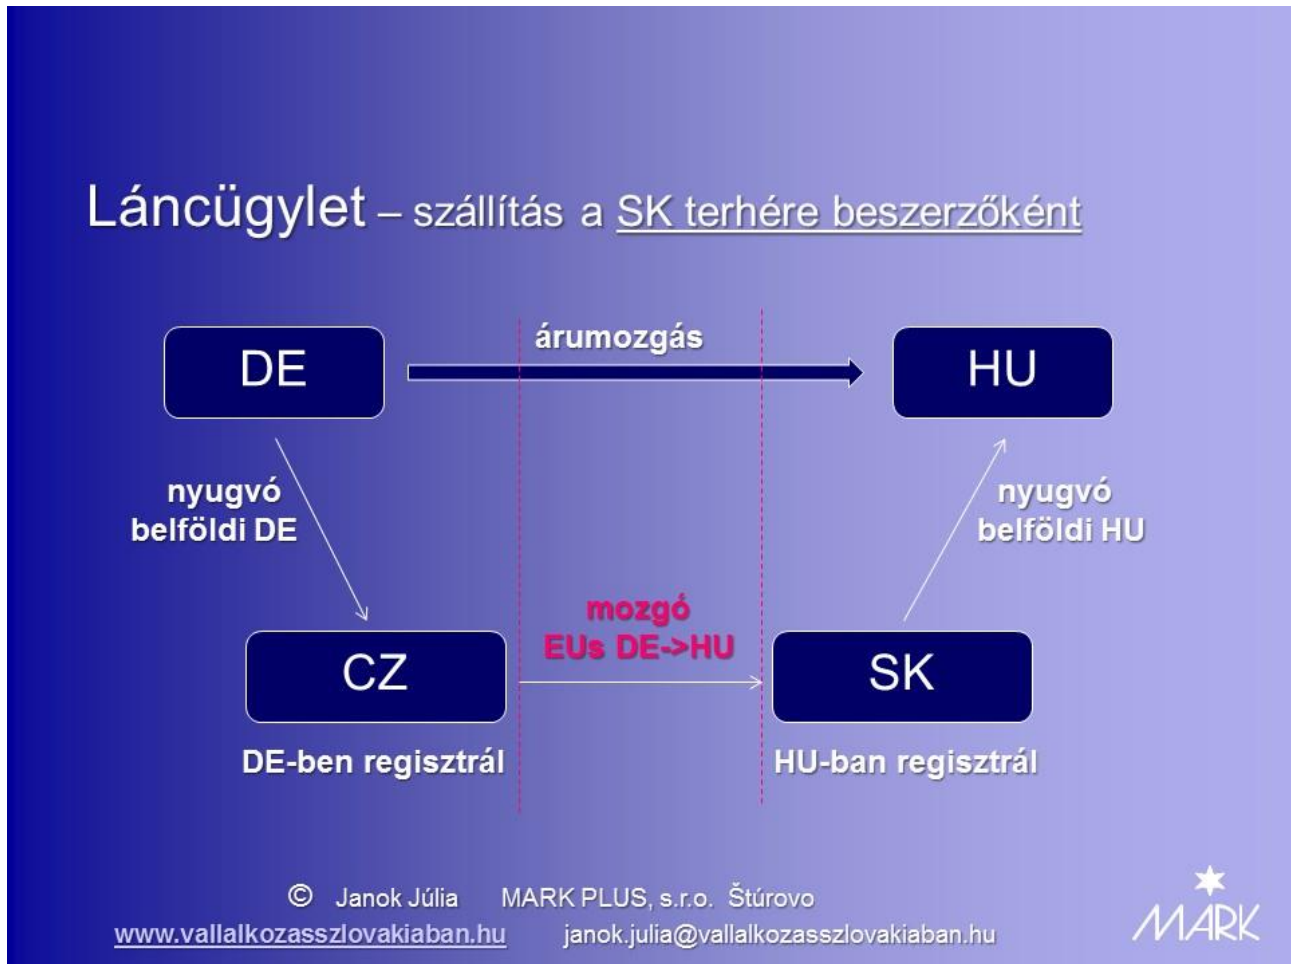 Láncügylet – szállítás a SK terhére beszerzőként
árumozgás
DE
HU
nyugvó
belföldi DE
nyugvó
belföldi HU
mozgó
EUs DE->HU
CZ
SK
DE-ben regisztrál
HU-ban regisztrál
© Janok Júlia MARK PLUS, s.r.o. Štúrovo
www.vallalkozasszlovakiaban.hu janok.julia@vallalkozasszlovakiaban.hu
MARK